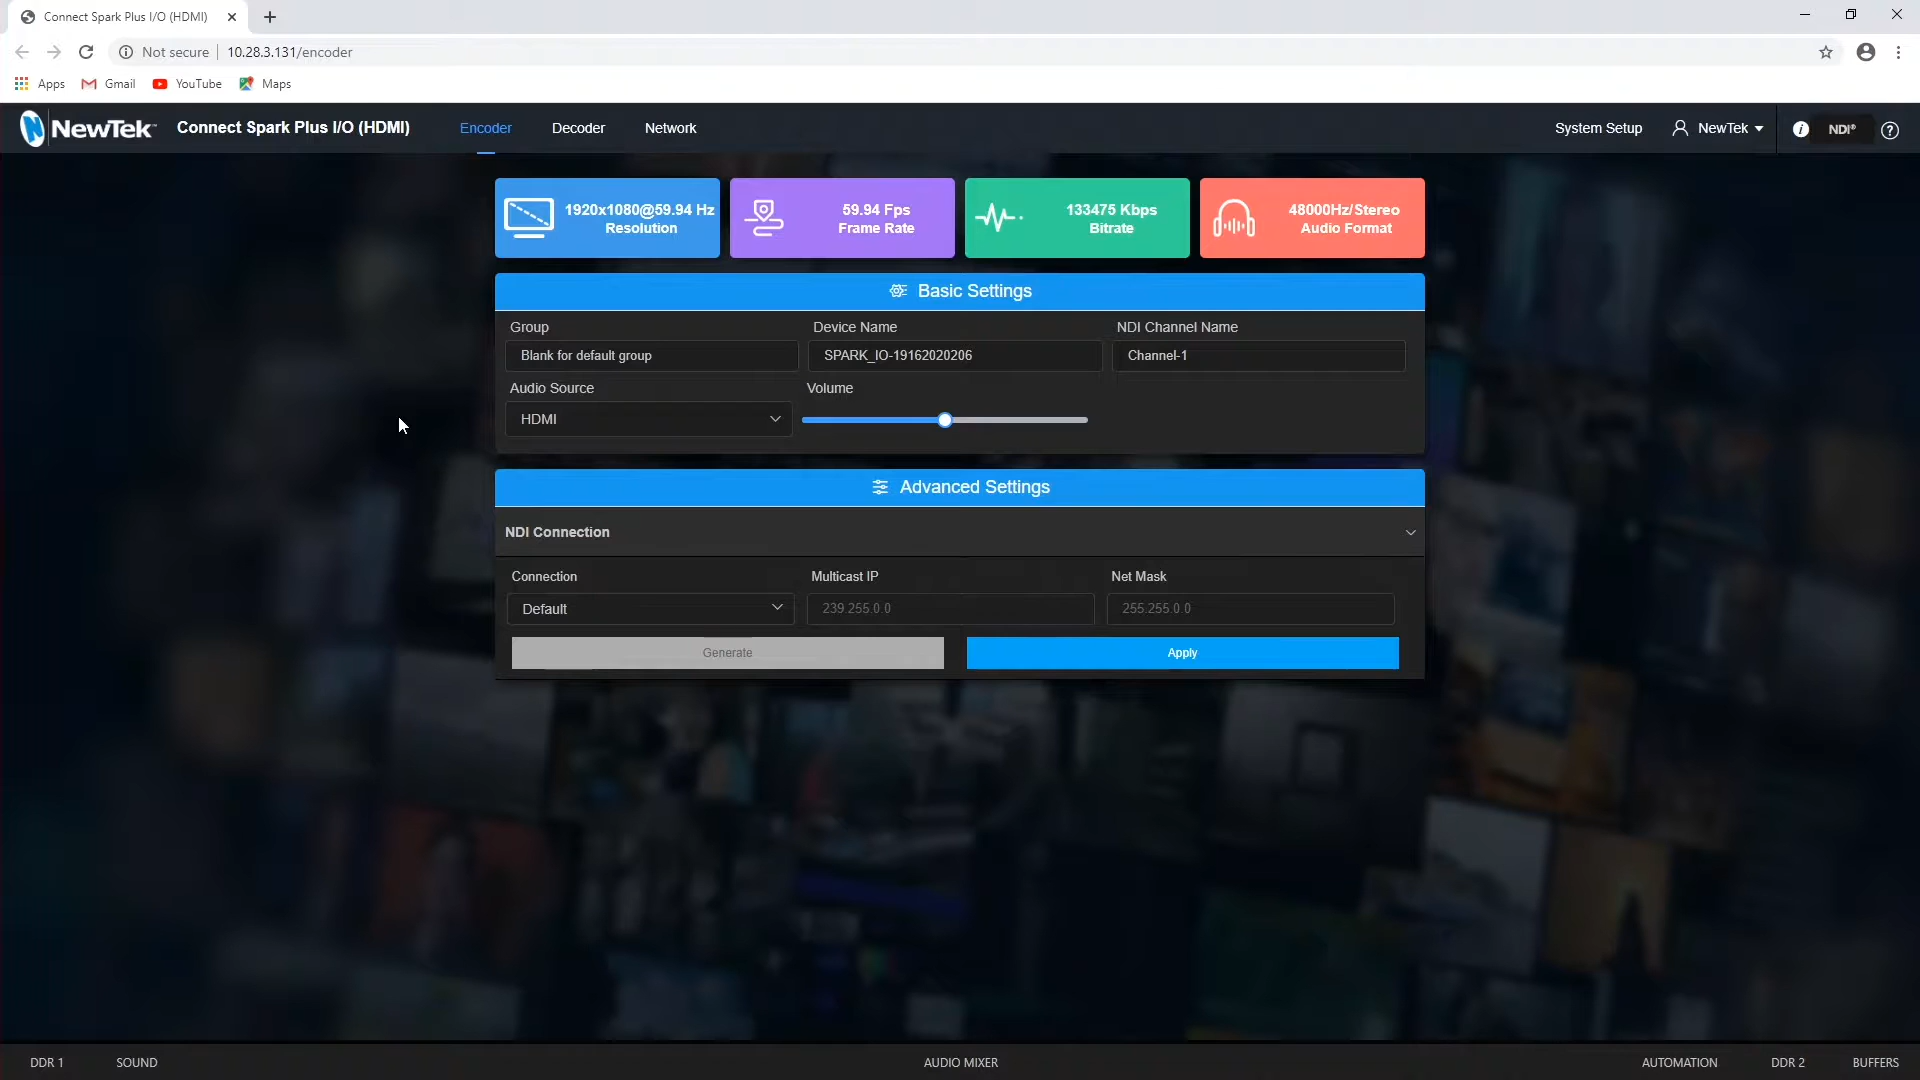 Connect Spark Plus I/O (HDMI)
Not secure
10.28.3.131/encoder
Apps
Gmail
YouTube
Maps
NewTek™
Connect Spark Plus I/O (HDMI)
Encoder
Decoder
Network
System Setup
NewTek
NDI®
1920x1080@59.94 Hz
Resolution
59.94 Fps
Frame Rate
133475 Kbps
Bitrate
48000Hz/Stereo
Audio Format
Basic Settings
Group
Device Name
NDI Channel Name
Blank for default group
SPARK_IO-19162020206
Channel-1
Audio Source
Volume
HDMI
Advanced Settings
NDI Connection
Connection
Multicast IP
Net Mask
Default
239.255.0.0
255.255.0.0
Generate
Apply
DDR 1
SOUND
AUDIO MIXER
AUTOMATION
DDR 2
BUFFERS